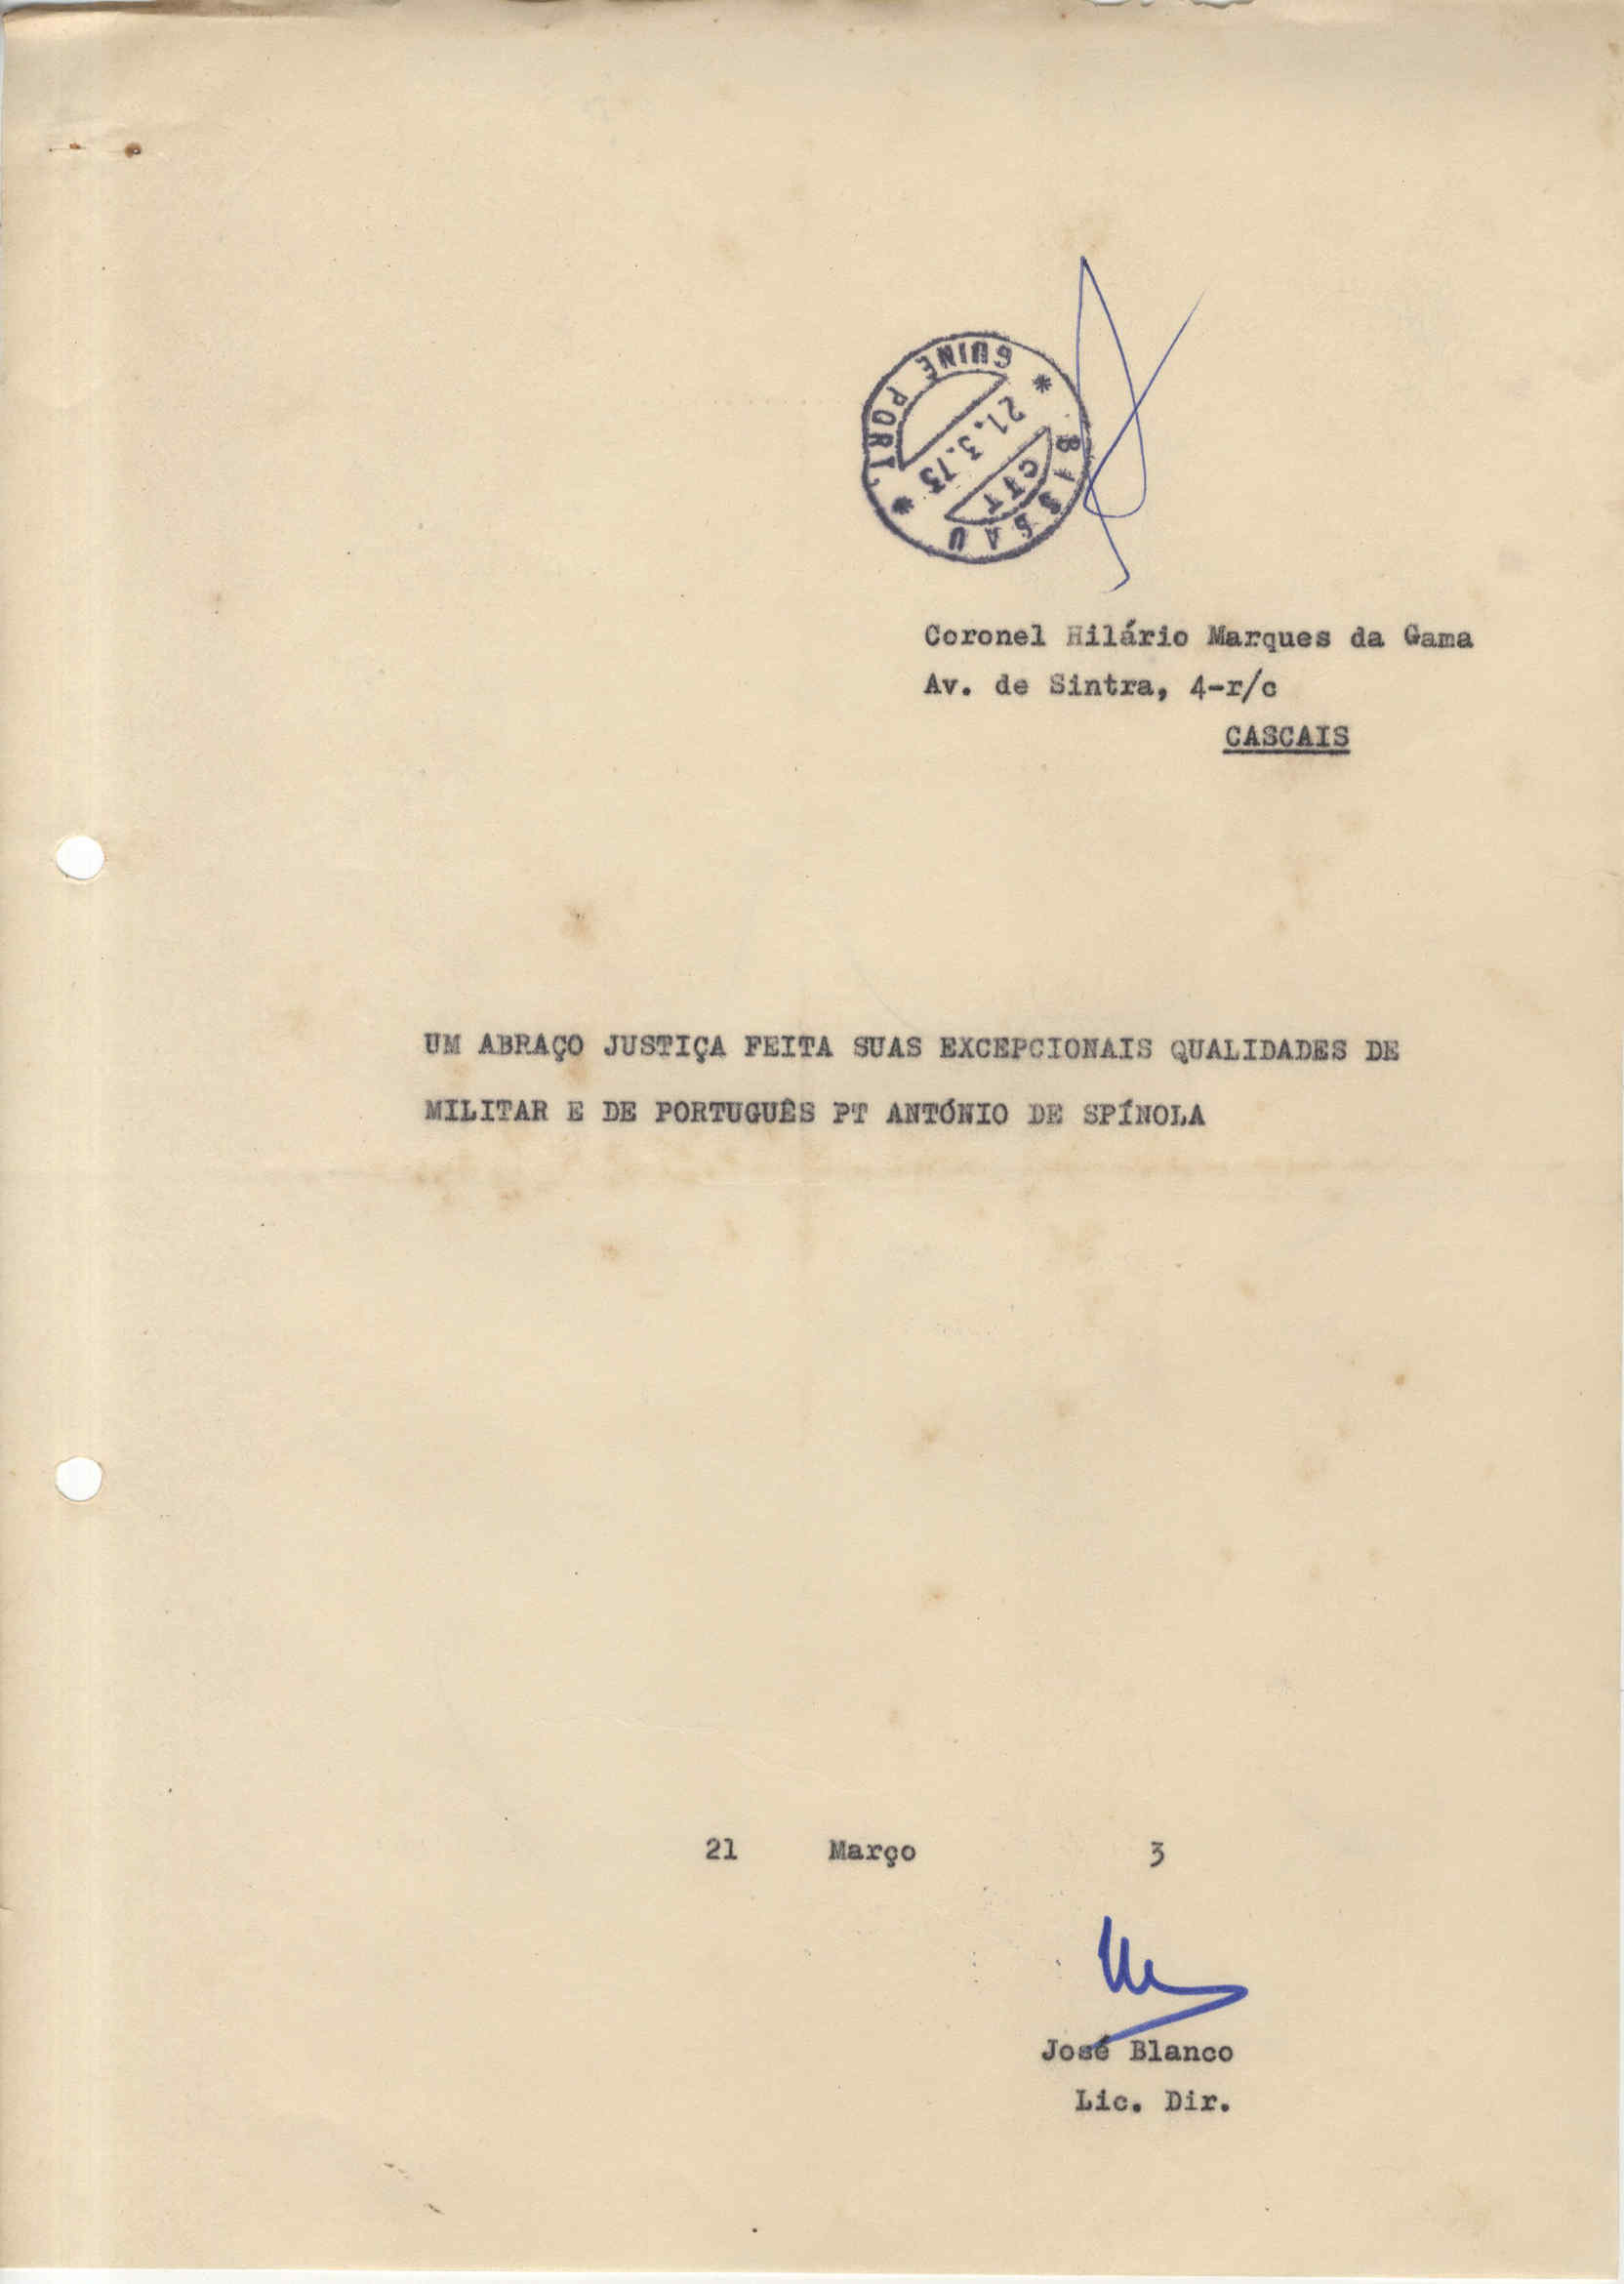 GUINÉ PORT.
21.3.73
CTT
BISSAU
Coronel Hilário Marques da Gama
Av. de Sintra, 4-r/c
CASCAIS
UM ABRAÇO JUSTIÇA FEITA SUAS EXCEPCIONAIS QUALIDADES DE
MILITAR E DE PORTUGUÊS PT ANTÓNIO DE SPÍNOLA
21 Março 3
José Blanco
Lic. Dir.